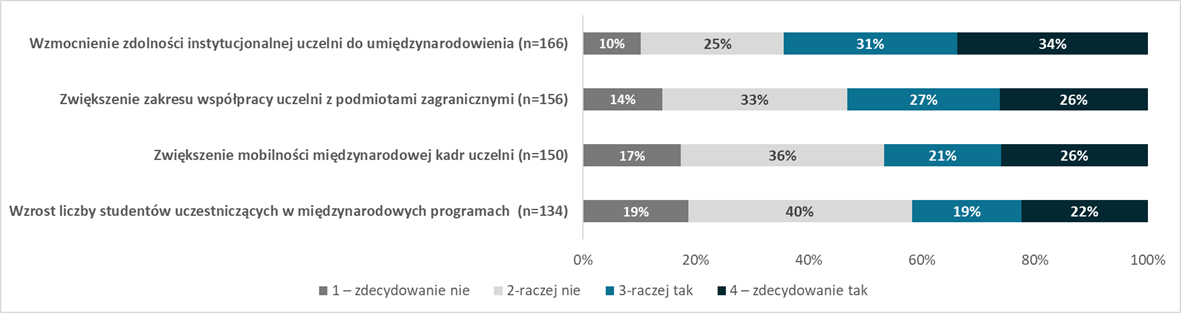 Wzmocnienie zdolności instytucjonalnej uczelni do umiędzynarodowienia (n=166)
10% 25% 31% 34%
Zwiększenie zakresu współpracy uczelni z podmiotami zagranicznymi (n=156)
14% 33% 27% 26%
Zwiększenie mobilności międzynarodowej kadr uczelni (n=150)
17% 36% 21% 26%
Wzrost liczby studentów uczestniczących w międzynarodowych programach (n=134)
19% 40% 19% 22%
0% 20% 40% 60% 80% 100%
1 – zdecydowanie nie 2-raczej nie 3-raczej tak 4 – zdecydowanie tak